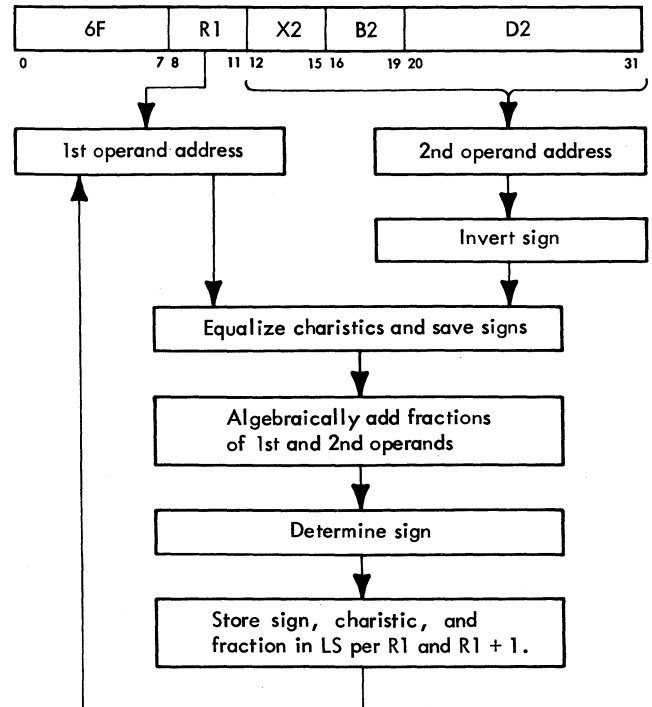 6F R1 X2 B2 D2
0 7 8 11 12 15 16 19 20 31
1st operand address
2nd operand address
Invert sign
Equalize charistics and save signs
Algebraically add fractions
of 1st and 2nd operands
Determine sign
Store sign, charistic, and
fraction in LS per R1 and R1 + 1.